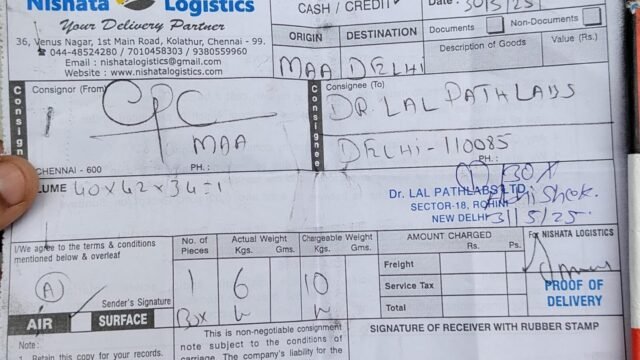 Nishata Logistics
Your Delivery Partner
36, Venus Nagar, 1st Main Road, Kolathur, Chennai - 99.
044-48524280 / 7010458303 / 9380559960
Email : nishatalogistics@gmail.com
Website : www.nishatalogistics.com
CASH / CREDIT
Date : 30/5/25
ORIGIN DESTINATION
MAA DELHI
Documents Non-Documents
Description of Goods Value (Rs.)
Consignor (From)
CPC
MAA
CHENNAI - 600 PH. :
Consignee
Consignee (To)
DR. LAL PATHLABS
DELHI - 110085
PH. :
1 BOX
LUME 40x42x34=1
Dr. LAL PATHLABS LTD.
SECTOR-18, ROHINI
NEW DELHI
Abhishek
31/5/25
I/We agree to the terms & conditions
mentioned below & overleaf
A
Sender's Signature
AIR SURFACE
No. of Pieces
Actual Weight
Kgs. Gms.
Chargeable Weight
Kgs. Gms.
1 6 10
Box
AMOUNT CHARGED
Rs. Ps.
Freight
Service Tax
Total
For NISHATA LOGISTICS
PROOF OF
DELIVERY
Note :
1. Retain this copy for your records.
This is non-negotiable consignment
note subject to the conditions of
carriage. The company's liability for the
SIGNATURE OF RECEIVER WITH RUBBER STAMP